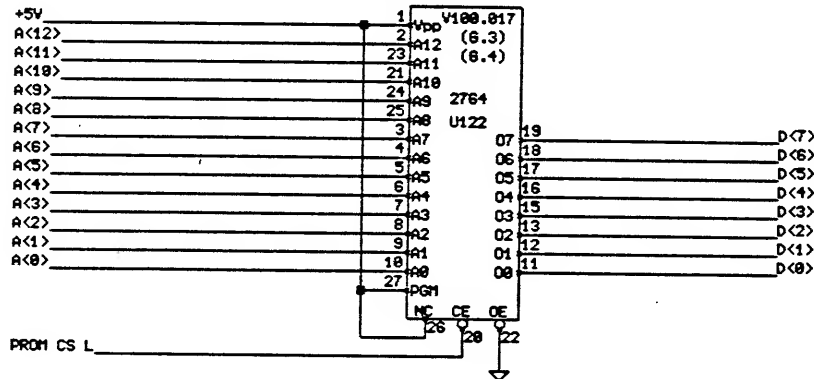 +5V 1 Vpp V100.017
A<12> 2 A12 (6.3)
A<11> 23 A11 (6.4)
A<10> 21 A10
A<9> 24 A9 2764
A<8> 25 A8 U122
A<7> 3 A7 O7 19 D<7>
A<6> 4 A6 O6 18 D<6>
A<5> 5 A5 O5 17 D<5>
A<4> 6 A4 O4 16 D<4>
A<3> 7 A3 O3 15 D<3>
A<2> 8 A2 O2 13 D<2>
A<1> 9 A1 O1 12 D<1>
A<0> 10 A0 O0 11 D<0>
27 PGM
NC CE OE
26 20 22
PROM CS L